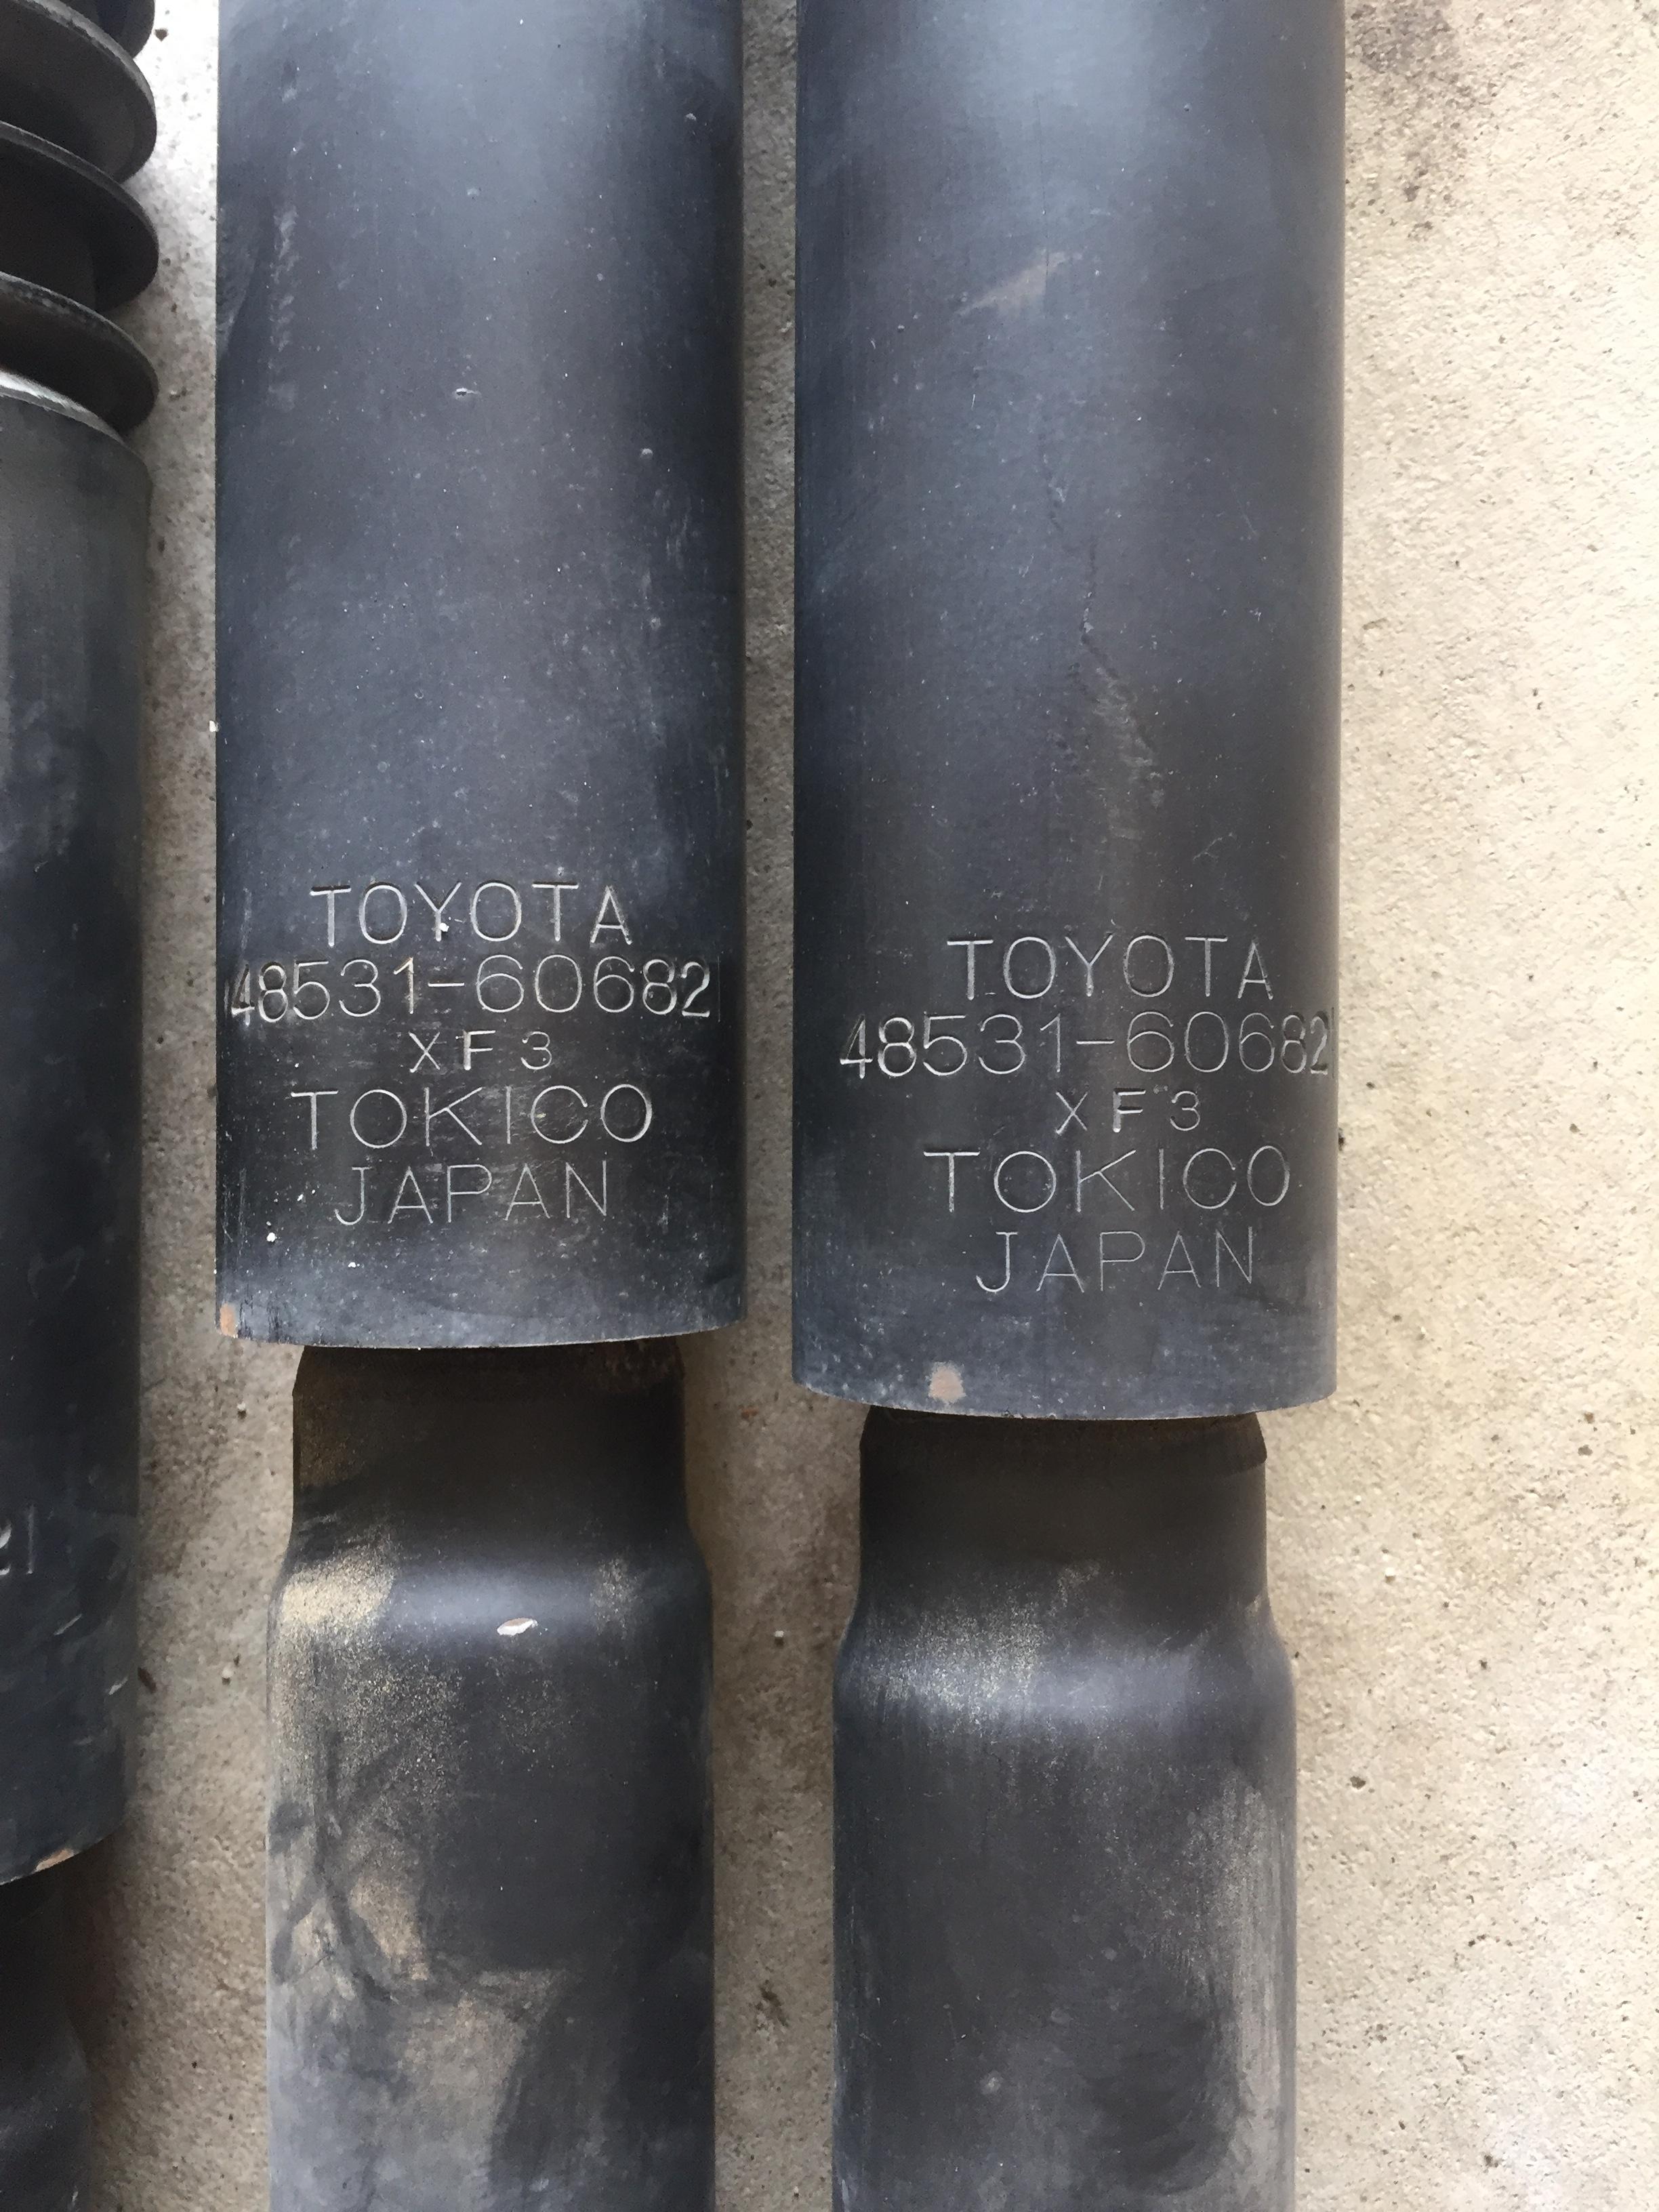 TOYOTA
48531-60682
XF3
TOKICO
JAPAN
TOYOTA
48531-60682
XF3
TOKICO
JAPAN